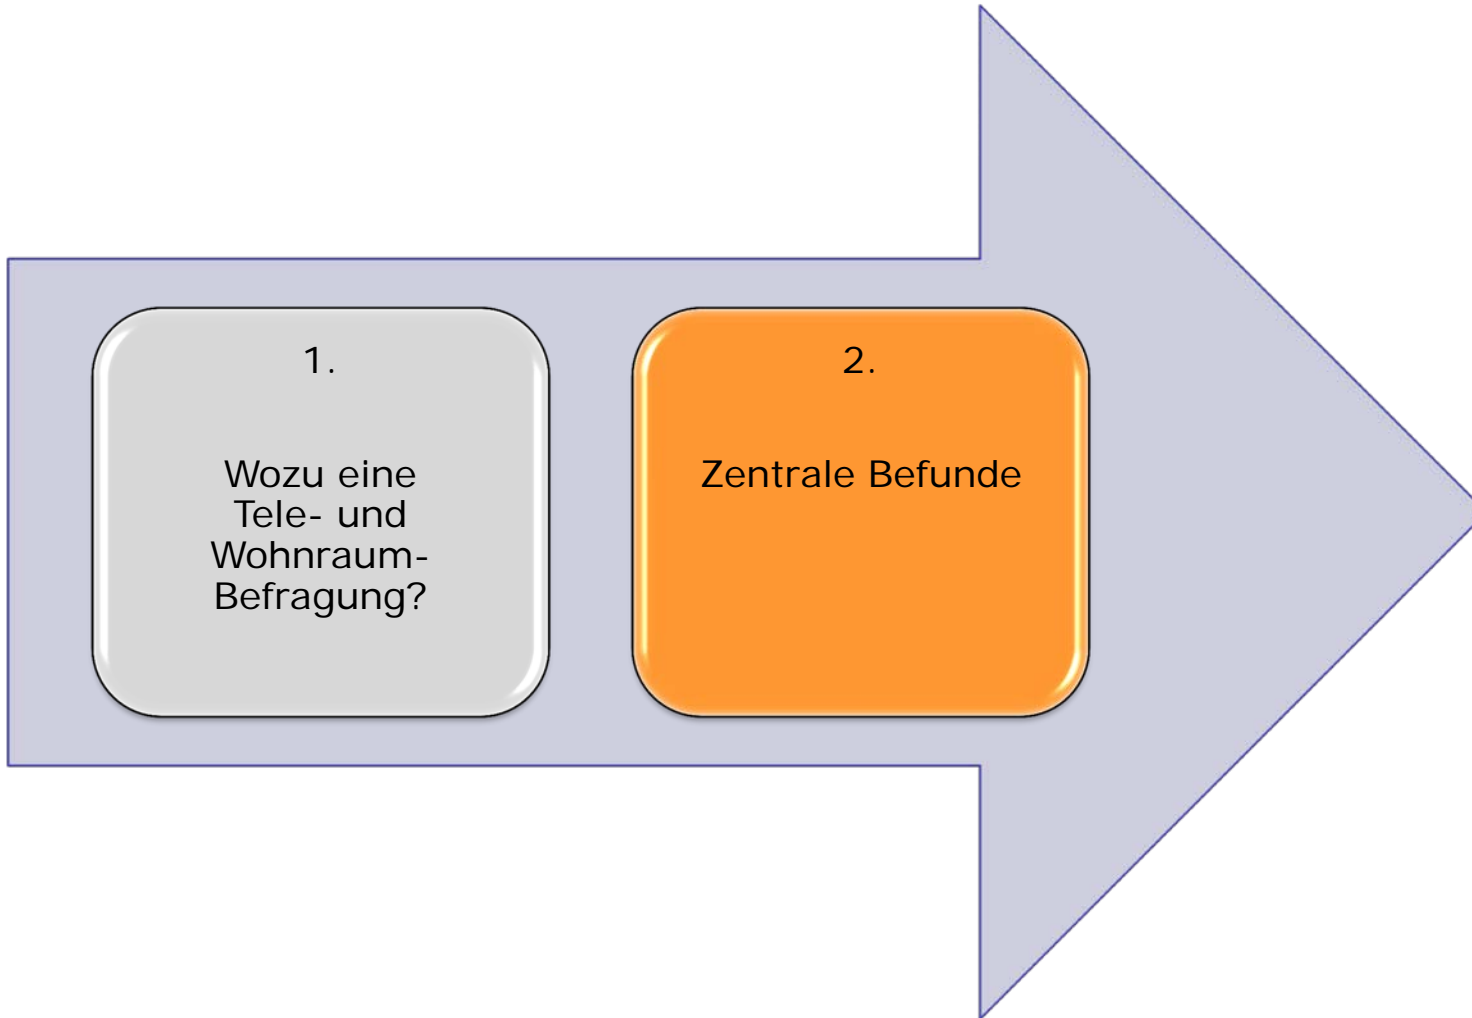 1.
Wozu eine
Tele- und
Wohnraum-
Befragung?
2.
Zentrale Befunde